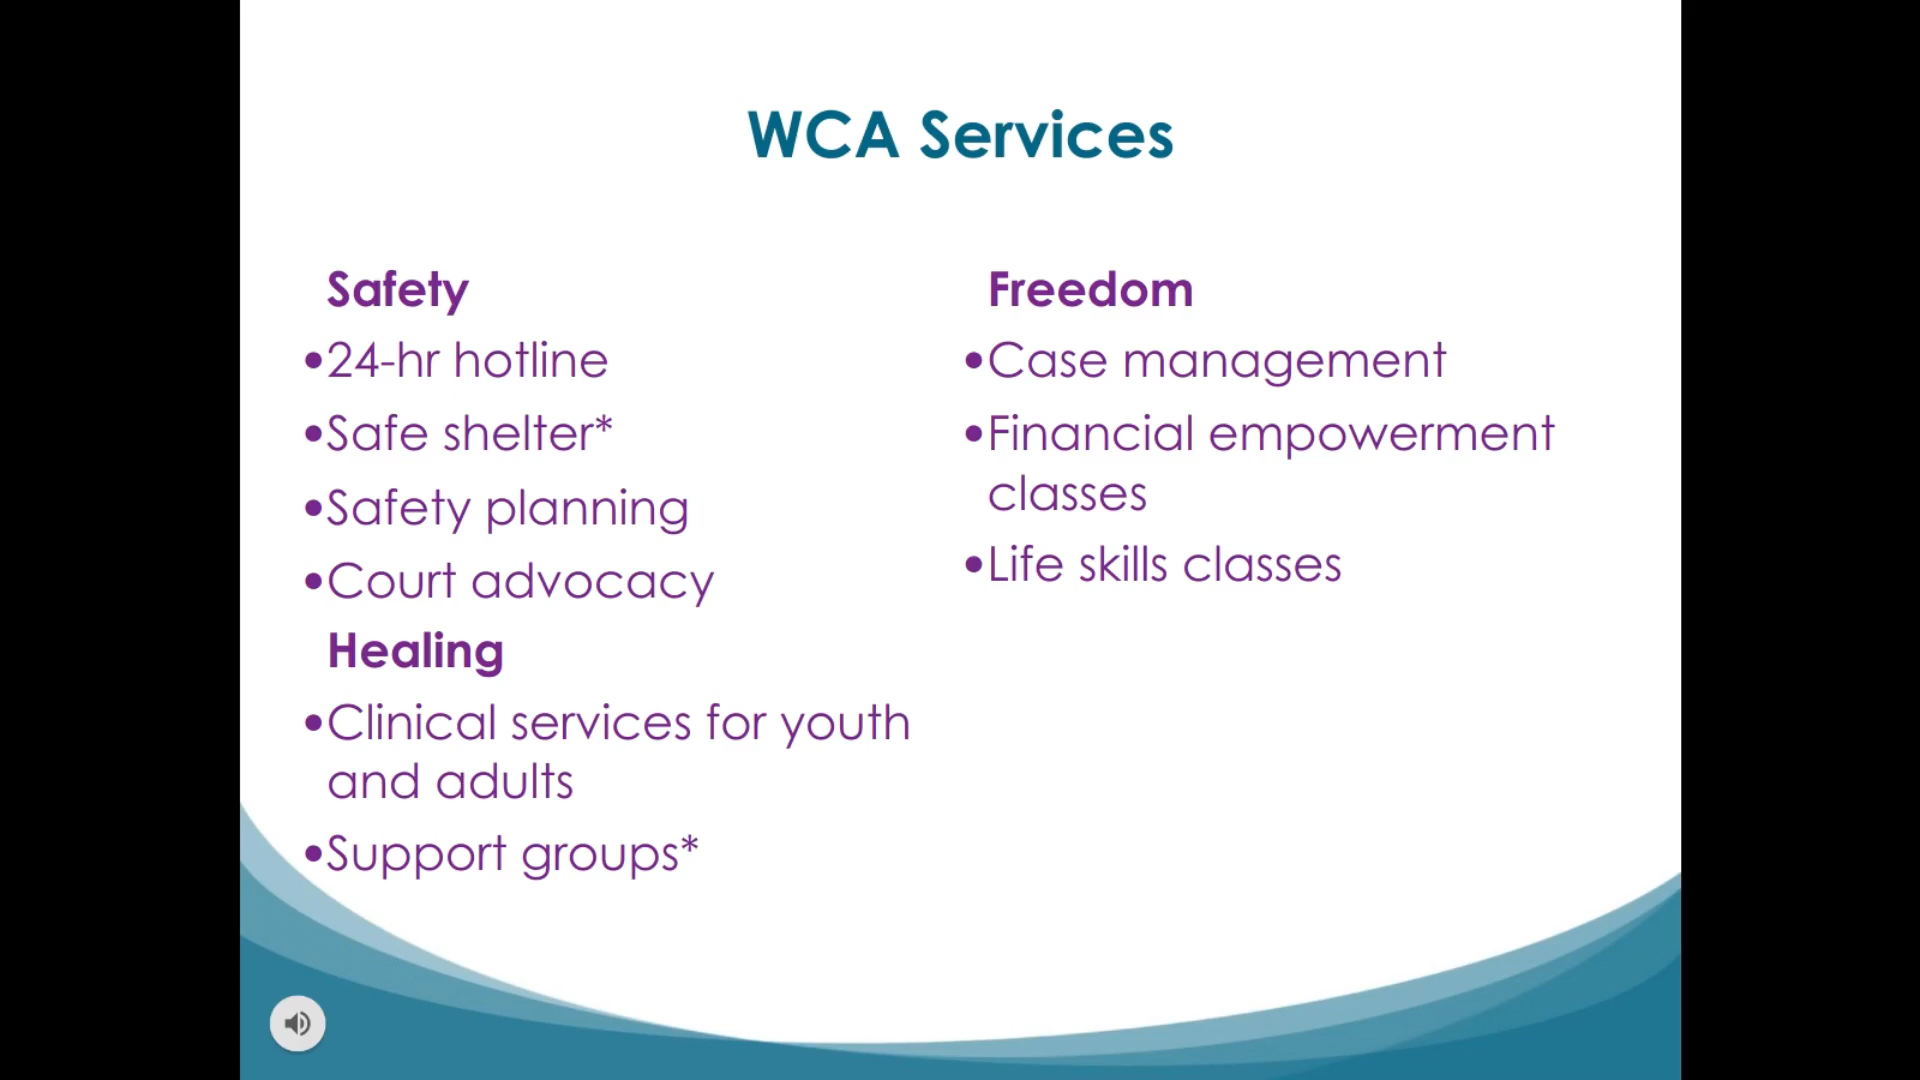 WCA Services
Safety
•24-hr hotline
•Safe shelter*
•Safety planning
•Court advocacy
Healing
•Clinical services for youth
and adults
•Support groups*
Freedom
•Case management
•Financial empowerment
classes
•Life skills classes